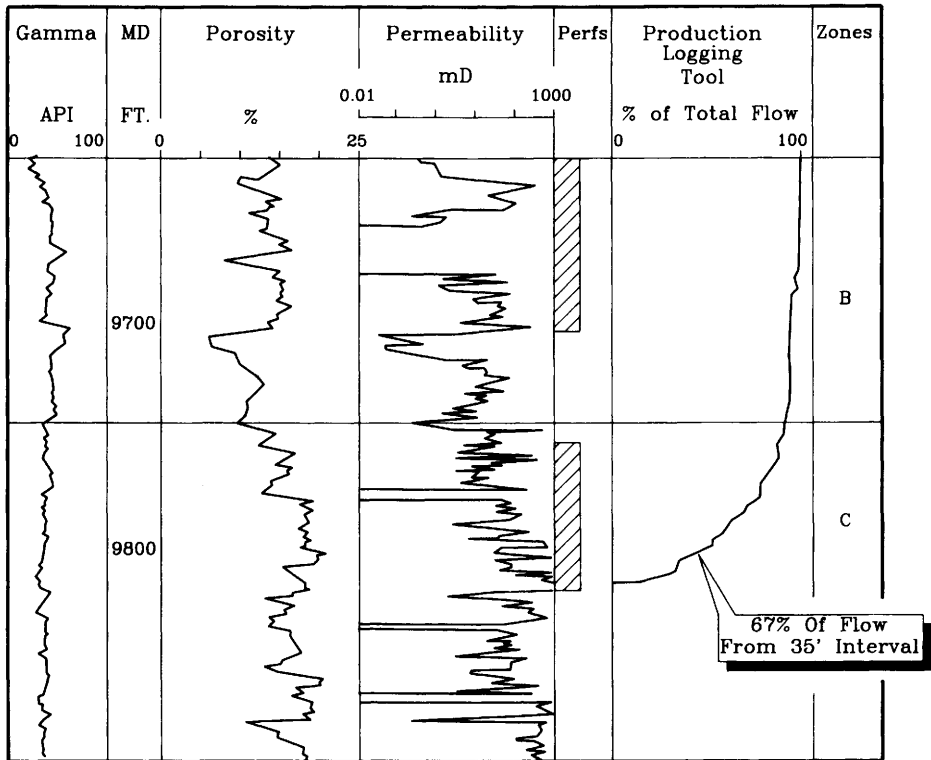 Gamma MD Porosity Permeability Perfs Production Zones
Logging
mD Tool
0.01 1000
API FT. % % of Total Flow
0 100 0 25 0 100
B
9700
C
9800
67% Of Flow
From 35' Interval